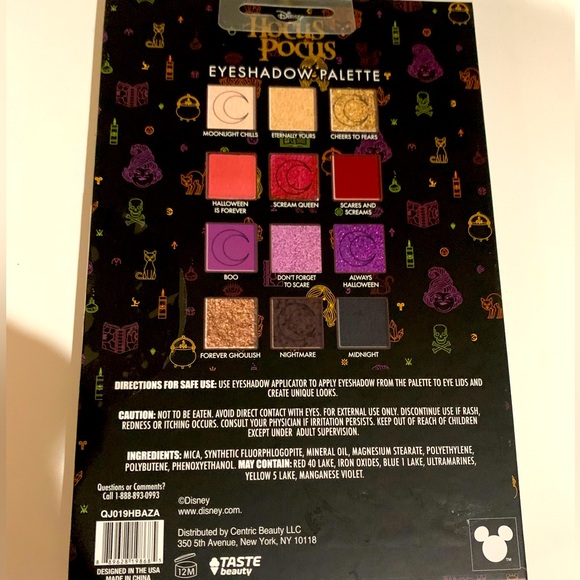 Disney
HOCUS
POCUS
EYESHADOW PALETTE
MOONLIGHT CHILLS
ETERNALLY YOURS
CHEERS TO FEARS
HALLOWEEN
IS FOREVER
SCREAM QUEEN
SCARES AND
SCREAMS
BOO
DON'T FORGET
TO SCARE
ALWAYS
HALLOWEEN
FOREVER GHOULISH
NIGHTMARE
MIDNIGHT
DIRECTIONS FOR SAFE USE: USE EYESHADOW APPLICATOR TO APPLY EYESHADOW FROM THE PALETTE TO EYE LIDS AND
CREATE UNIQUE LOOKS.
CAUTION: NOT TO BE EATEN. AVOID DIRECT CONTACT WITH EYES. FOR EXTERNAL USE ONLY. DISCONTINUE USE IF RASH,
REDNESS OR ITCHING OCCURS. CONSULT YOUR PHYSICIAN IF IRRITATION PERSISTS. KEEP OUT OF REACH OF CHILDREN
EXCEPT UNDER ADULT SUPERVISION.
INGREDIENTS: MICA, SYNTHETIC FLUORPHLOGOPITE, MINERAL OIL, MAGNESIUM STEARATE, POLYETHYLENE,
POLYBUTENE, PHENOXYETHANOL. MAY CONTAIN: RED 40 LAKE, IRON OXIDES, BLUE 1 LAKE, ULTRAMARINES,
YELLOW 5 LAKE, MANGANESE VIOLET.
Questions or Comments?
Call 1-888-893-0993
QJ019HBAZA
©Disney
www.disney.com.
Distributed by Centric Beauty LLC
350 5th Avenue, New York, NY 10118
12M
TASTE
beauty
DESIGNED IN USA
MADE IN CHINA